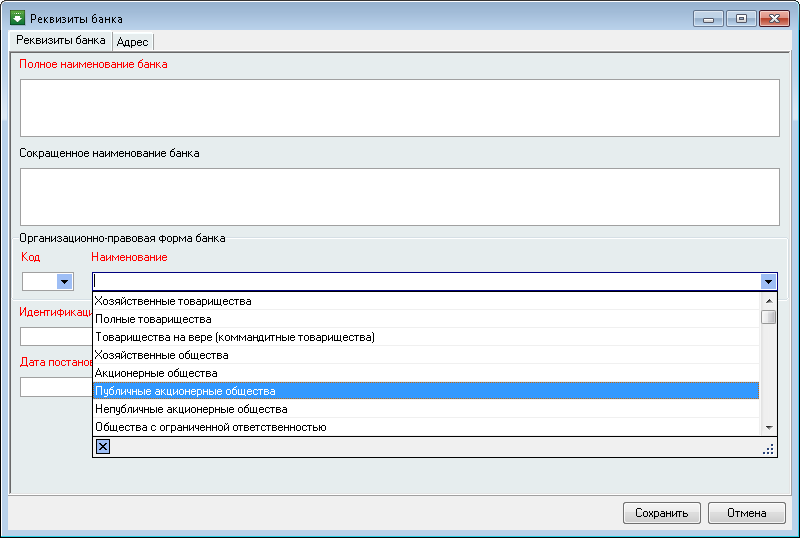 Реквизиты банка
Реквизиты банка
Адрес
Полное наименование банка
Сокращенное наименование банка
Организационно-правовая форма банка
Код
Наименование
Хозяйственные товарищества
Полные товарищества
Товарищества на вере (коммандитные товарищества)
Хозяйственные общества
Акционерные общества
Публичные акционерные общества
Непубличные акционерные общества
Общества с ограниченной ответственностью
Идентификаци
Дата постанов
Сохранить
Отмена